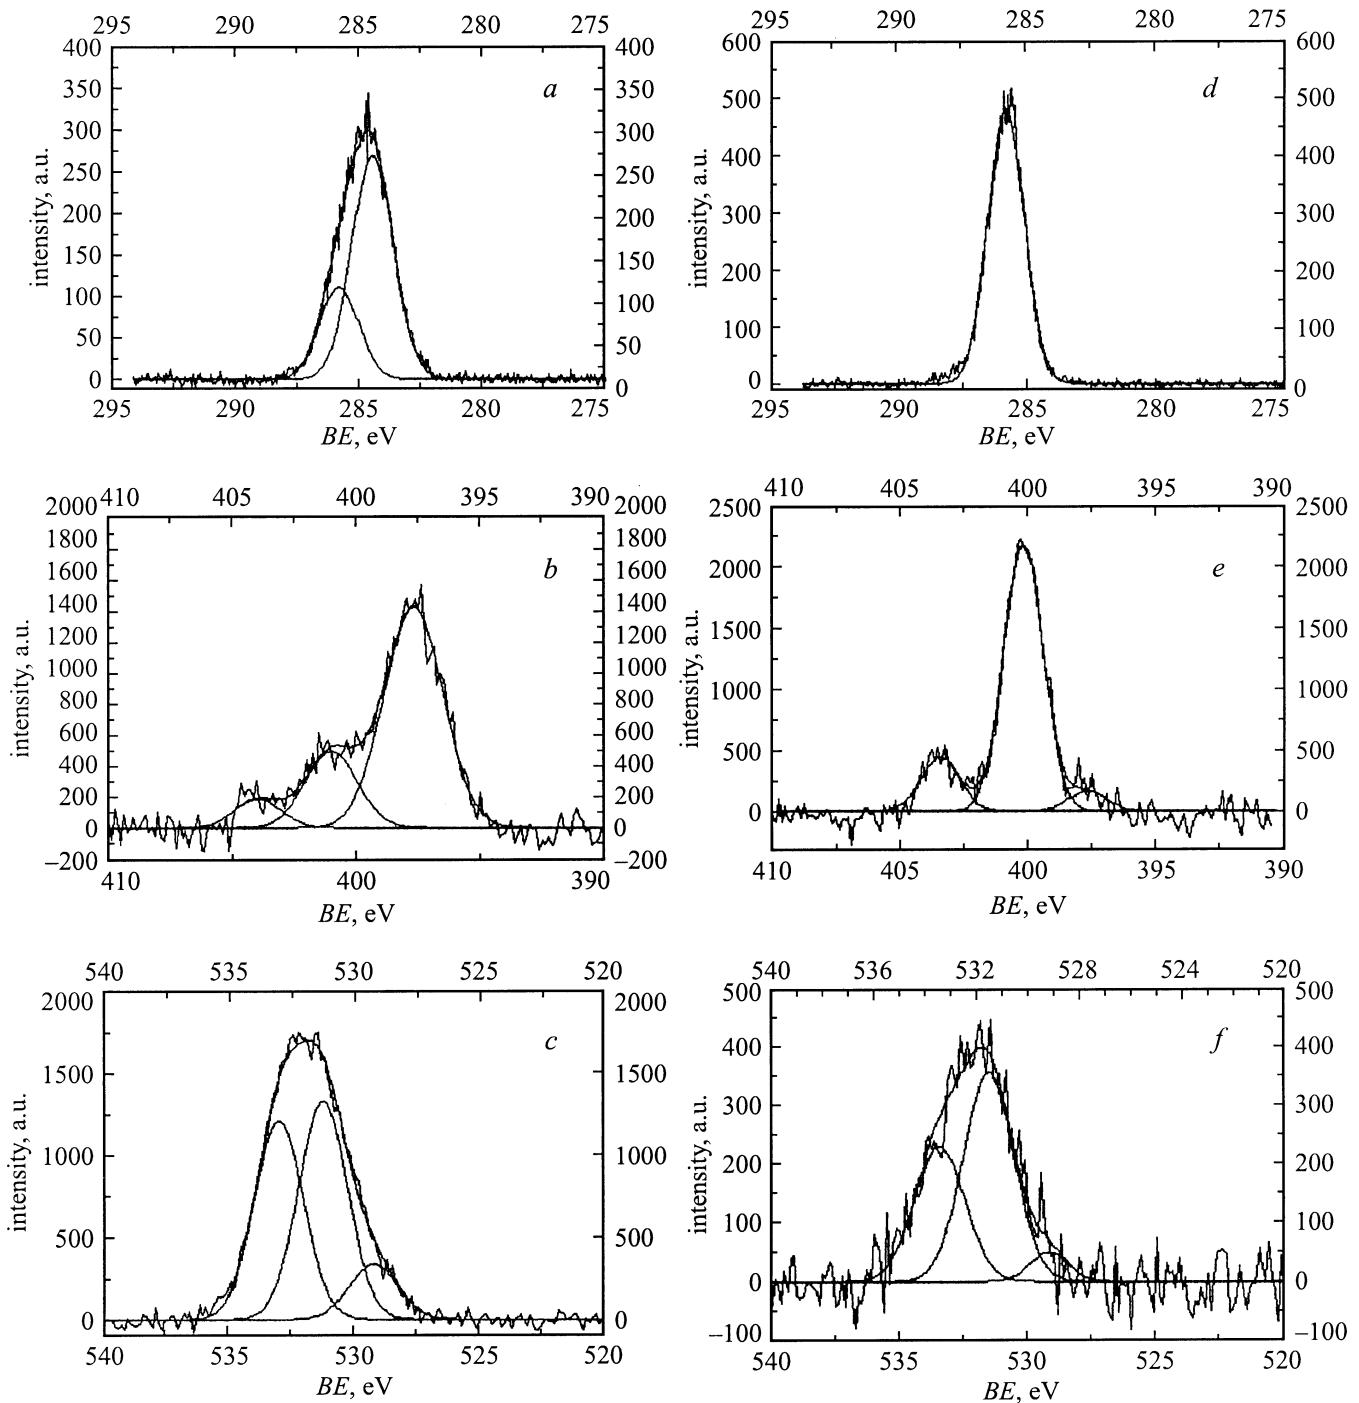 295 290 285 280 275
400 400
350 350
300 300
250 250
200 200
150 150
100 100
50 50
0 0
intensity, a.u.
a
295 290 285 280 275
BE, eV
295 290 285 280 275
600 600
500 500
400 400
300 300
200 200
100 100
0 0
intensity, a.u.
d
295 290 285 280 275
BE, eV
410 405 400 395 390
2000 2000
1800 1800
1600 1600
1400 1400
1200 1200
1000 1000
800 800
600 600
400 400
200 200
0 0
–200 –200
intensity, a.u.
b
410 400 390
BE, eV
410 405 400 395 390
2500 2500
2000 2000
1500 1500
1000 1000
500 500
0 0
intensity, a.u.
e
410 405 400 395 390
BE, eV
540 535 530 525 520
2000 2000
1500 1500
1000 1000
500 500
0 0
intensity, a.u.
c
540 535 530 525 520
BE, eV
540 536 532 528 524 520
500 500
400 400
300 300
200 200
100 100
0 0
–100 –100
intensity, a.u.
f
540 535 530 525 520
BE, eV